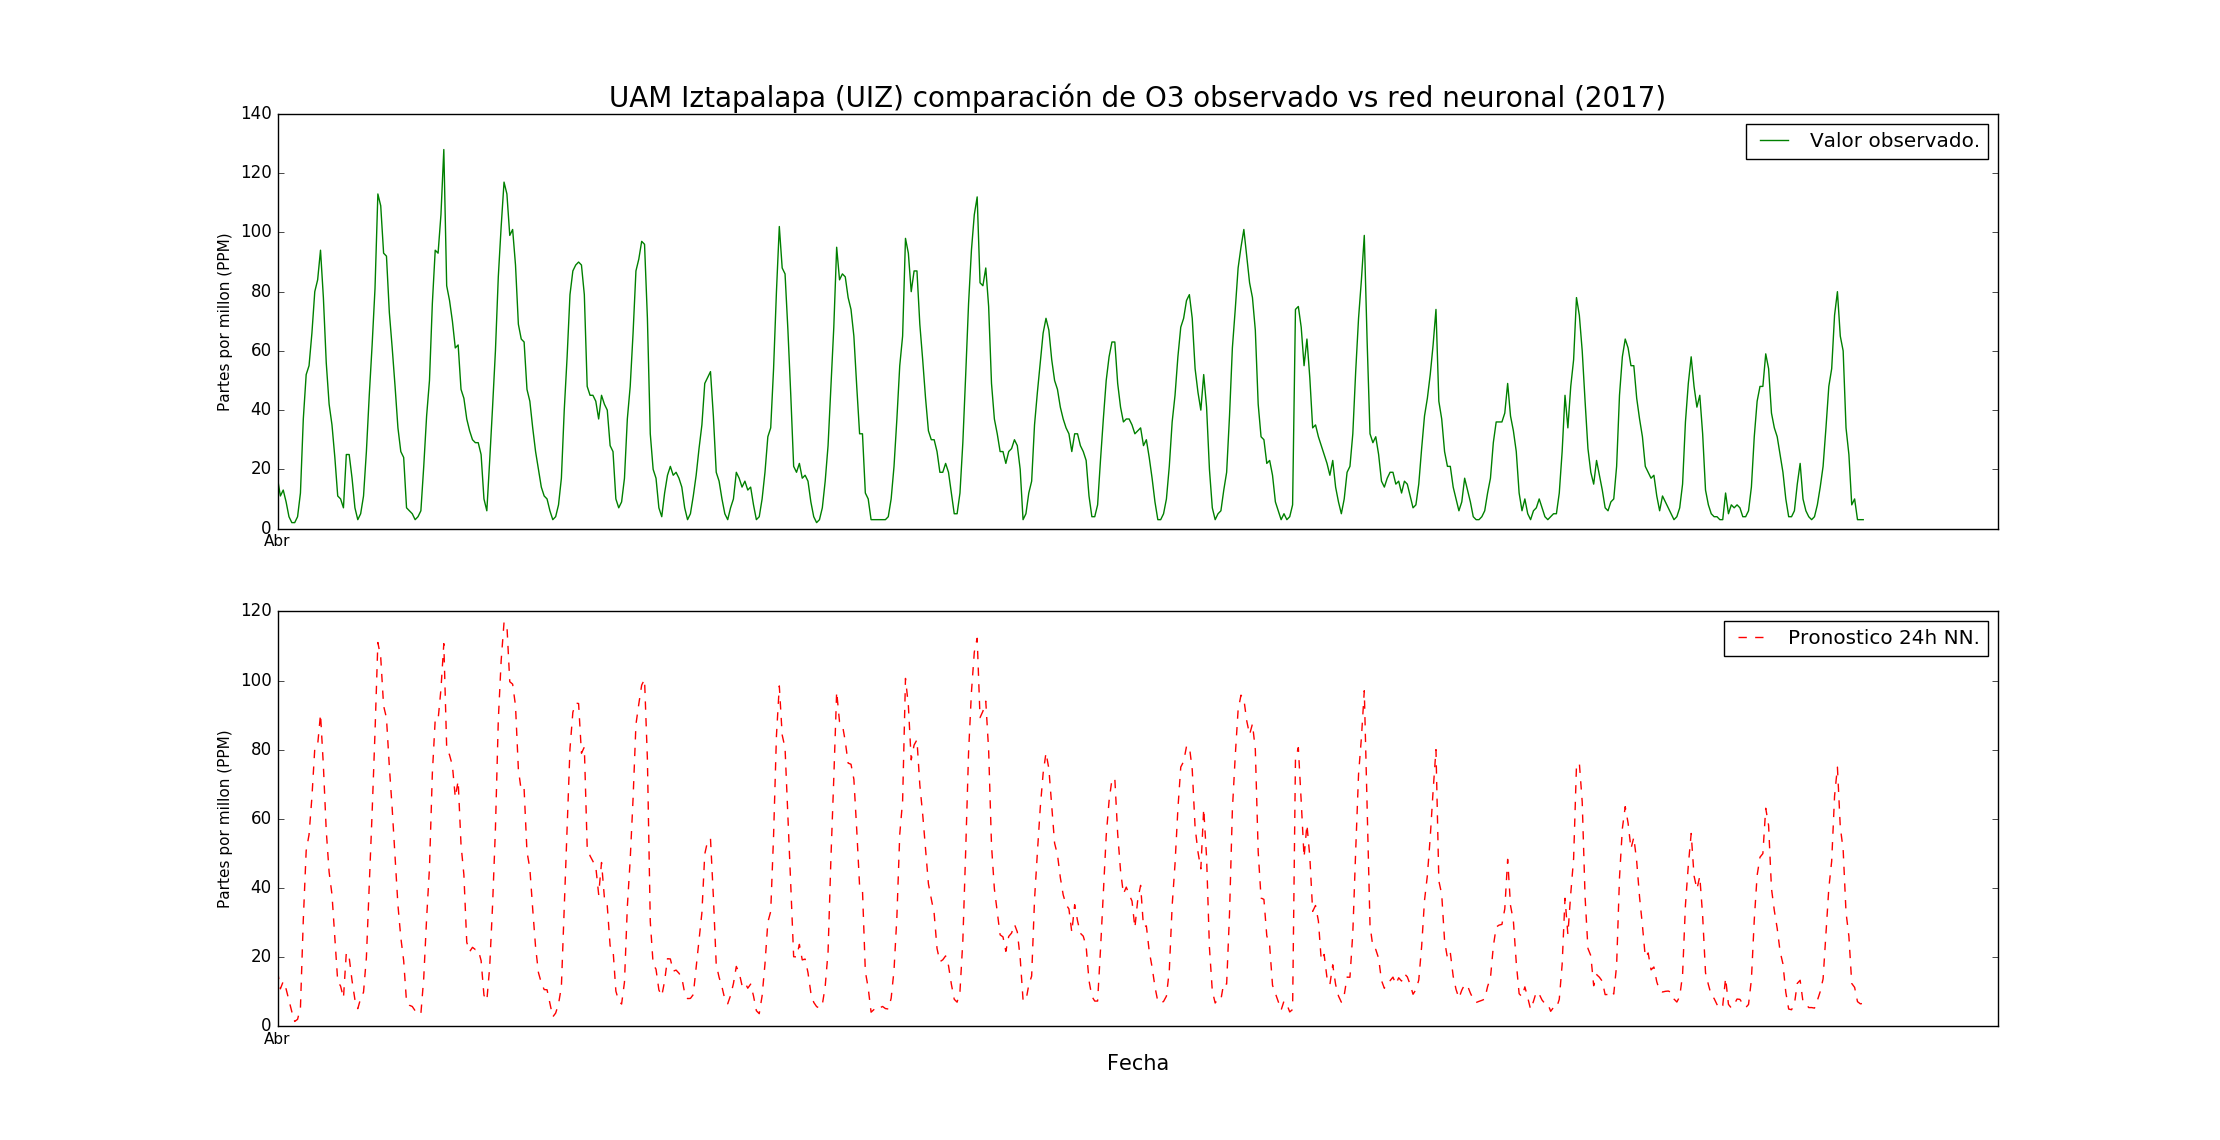 UAM Iztapalapa (UIZ) comparación de O3 observado vs red neuronal (2017)
140
120
100
80
60
40
20
0
Partes por millon (PPM)
Valor observado.
Abr
120
100
80
60
40
20
0
Partes por millon (PPM)
Pronostico 24h NN.
Abr
Fecha